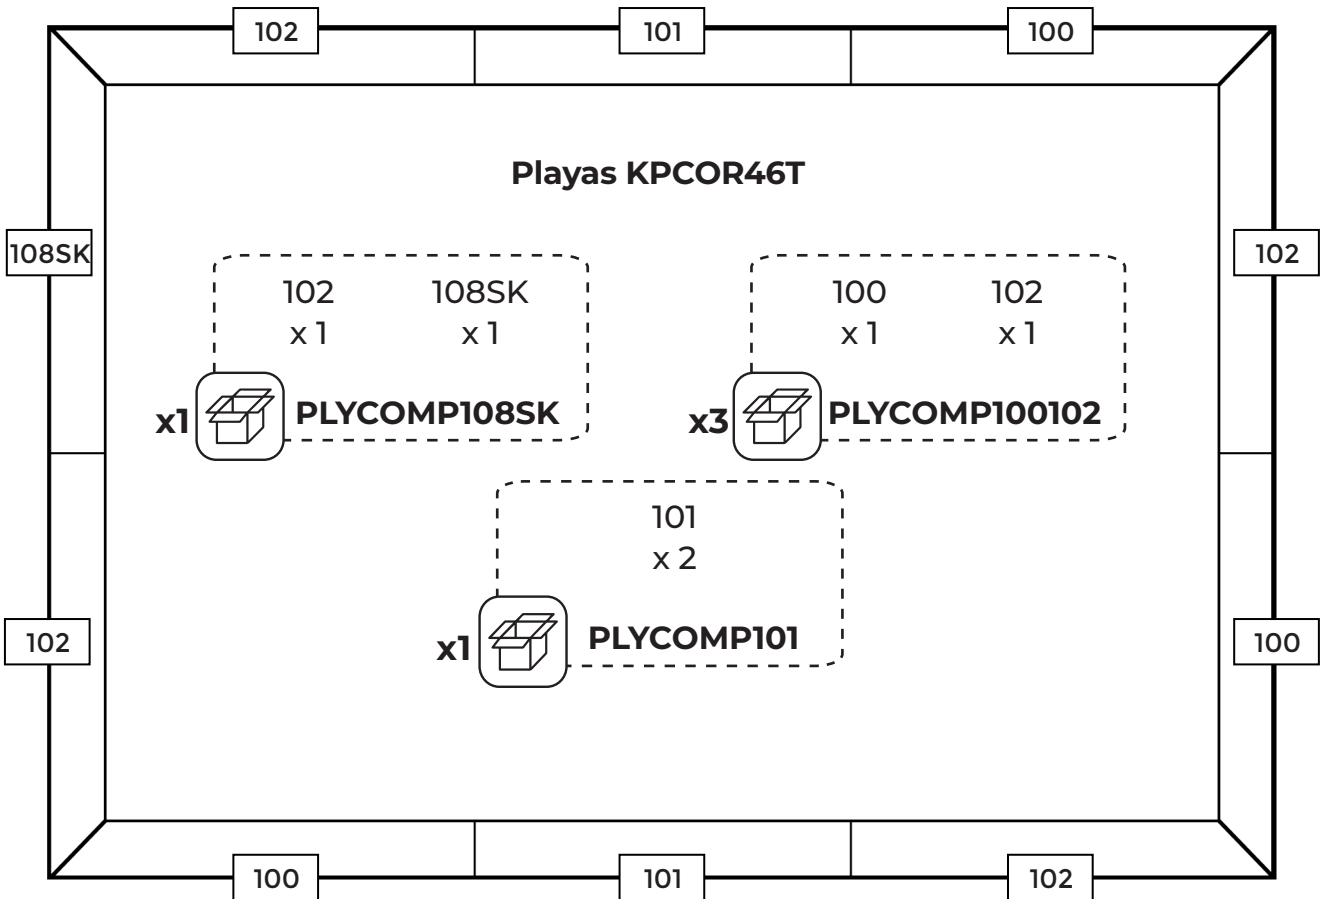 102 101 100
Playas KPCOR46T
108SK 102
102 108SK
x 1 x 1
x1 PLYCOMP108SK
100 102
x 1 x 1
x3 PLYCOMP100102
101
x 2
x1 PLYCOMP101
102 100
100 101 102